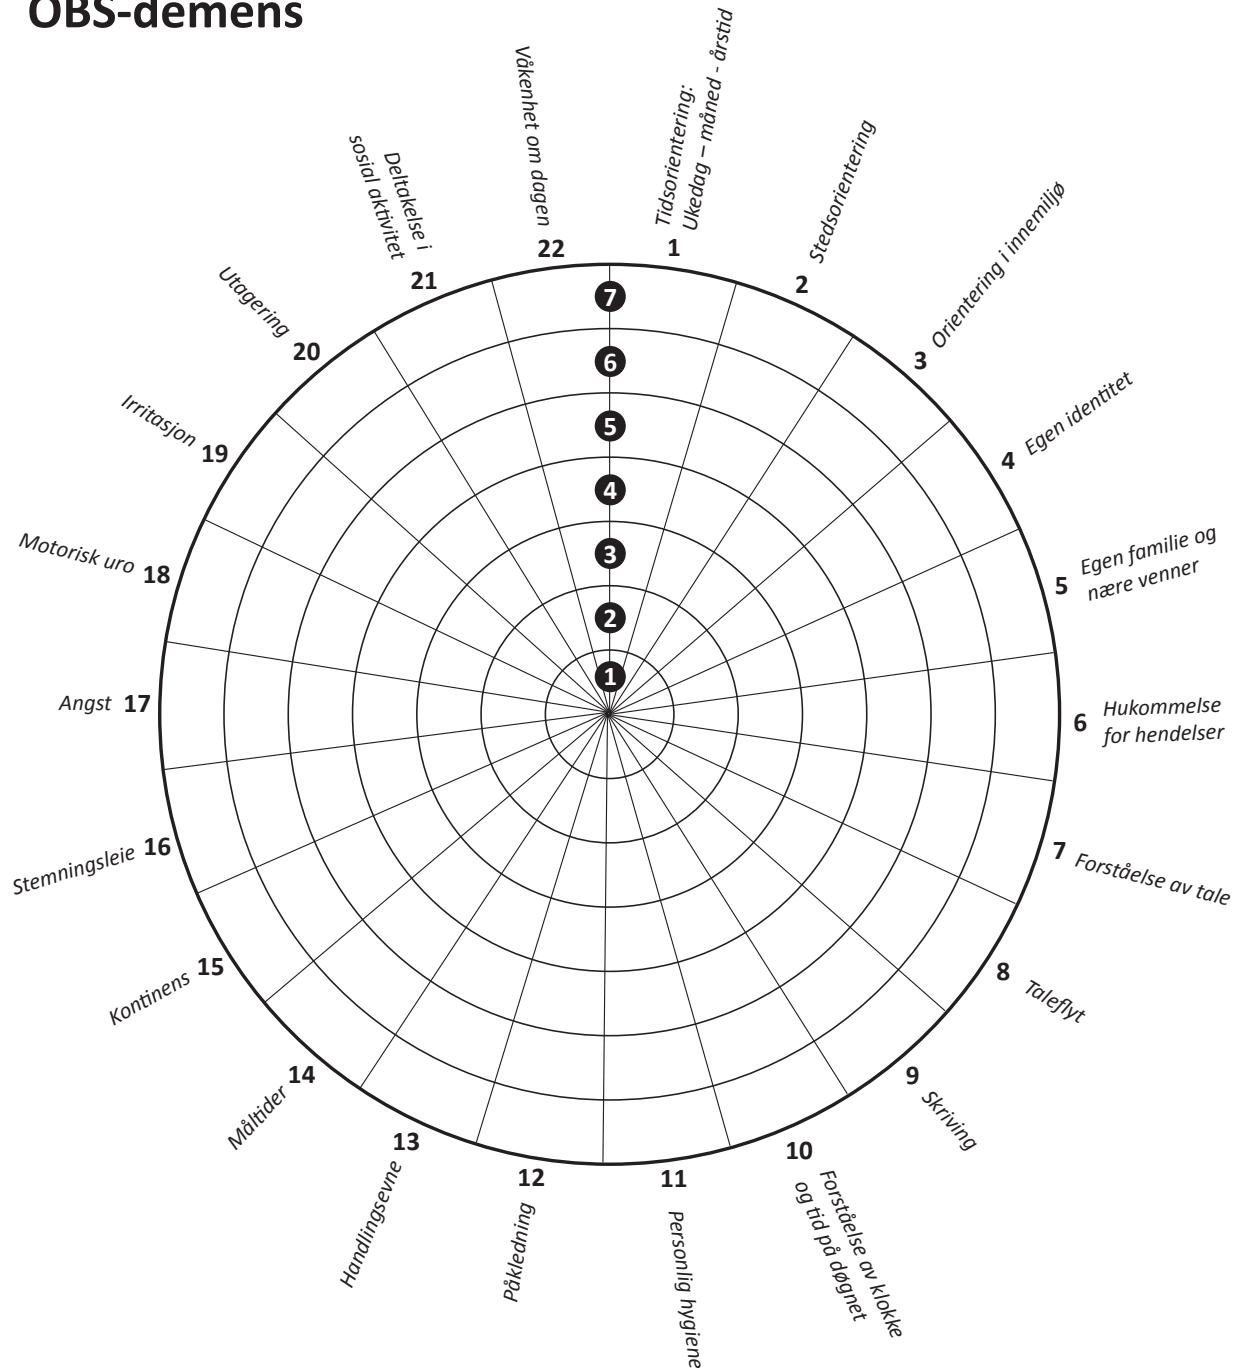 OBS-demens
1
Tidsorientering:
Ukedag – måned - årstid
2
Stedsorientering
3
Orientering i innemiljø
4
Egen identitet
5
Egen familie og
nære venner
6
Hukommelse
for hendelser
7
Forståelse av tale
8
Taleflyt
9
Skriving
10
Forståelse av klokke
og tid på døgnet
11
Personlig hygiene
12
Påkledning
13
Handlingsevne
14
Måltider
15
Kontinens
16
Stemningsleie
17
Angst
18
Motorisk uro
19
Irritasjon
20
Utagering
21
Deltakelse i
sosial aktivitet
22
Våkenhet om dagen
7
6
5
4
3
2
1